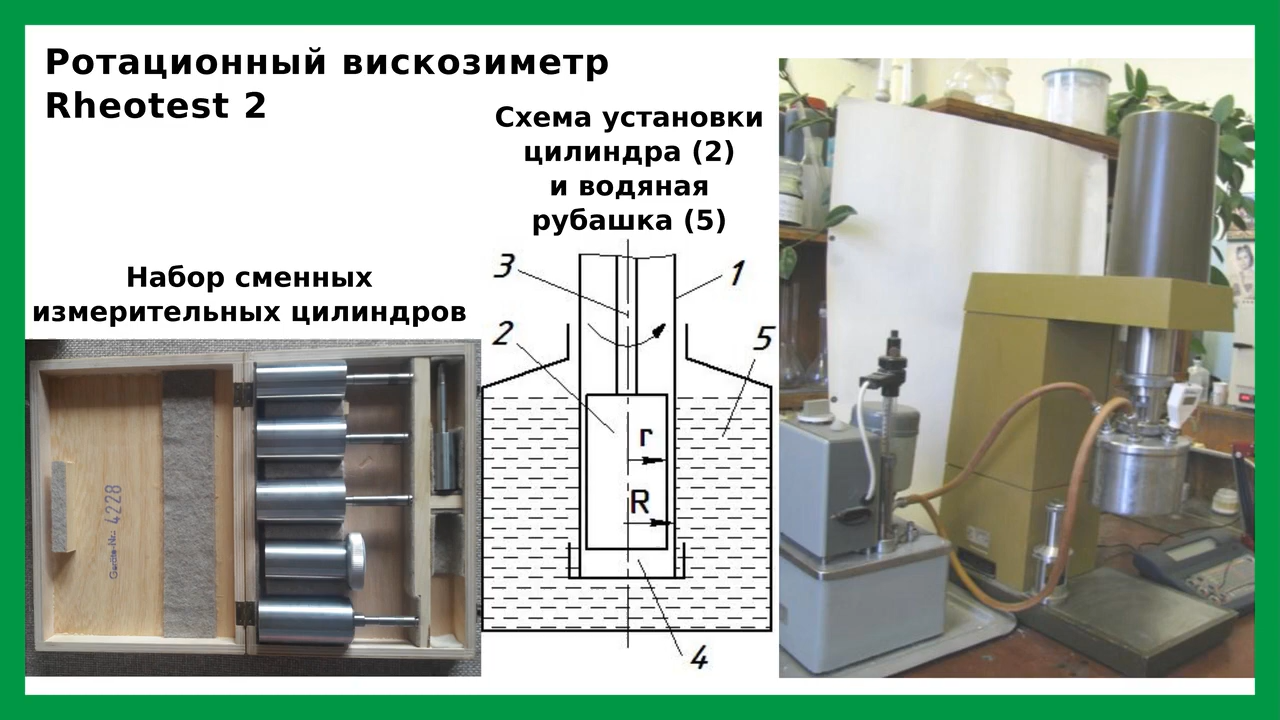 Ротационный вискозиметр
Rheotest 2
Схема установки
цилиндра (2)
и водяная
рубашка (5)
Набор сменных
измерительных цилиндров
3
1
2
5
r
R
4
4228